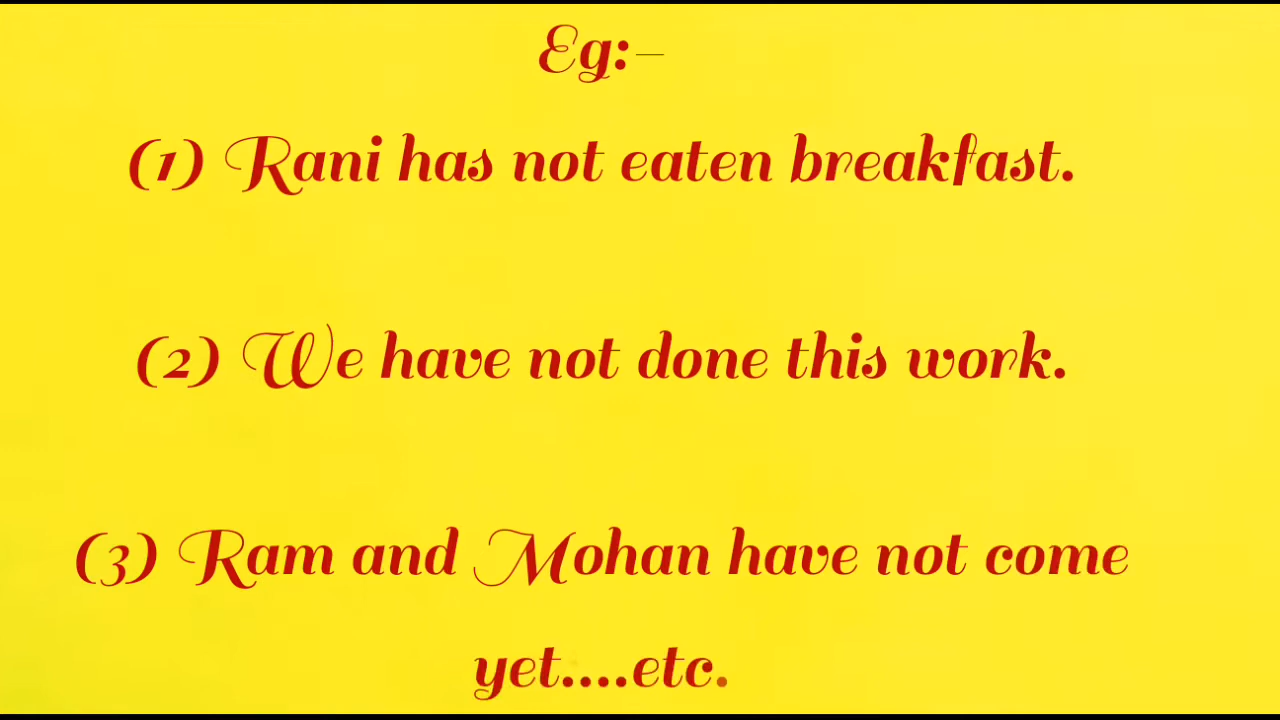 Eg:–
(1) Rani has not eaten breakfast.
(2) We have not done this work.
(3) Ram and Mohan have not come
yet....etc.